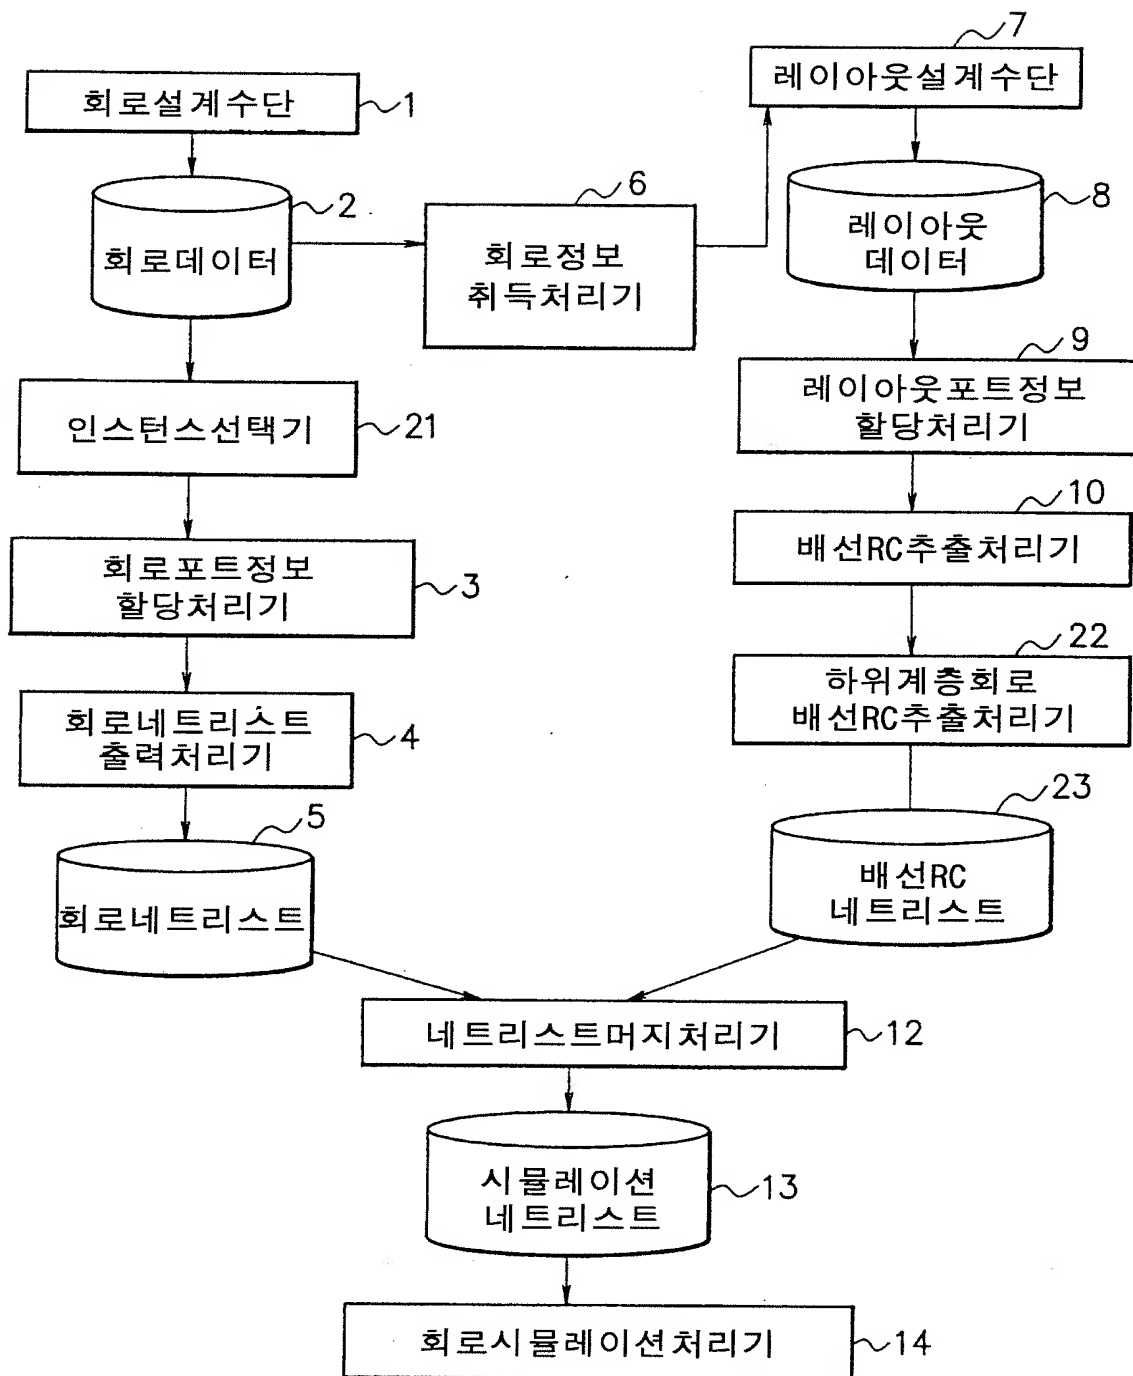 회로설계수단
1
회로데이터
2
회로정보
취득처리기
6
레이아웃설계수단
7
레이아웃
데이터
8
인스턴스선택기
21
레이아웃포트정보
할당처리기
9
회로포트정보
할당처리기
3
배선RC추출처리기
10
회로네트리스트
출력처리기
4
하위계층회로
배선RC추출처리기
22
회로네트리스트
5
배선RC
네트리스트
23
네트리스트머지처리기
12
시뮬레이션
네트리스트
13
회로시뮬레이션처리기
14